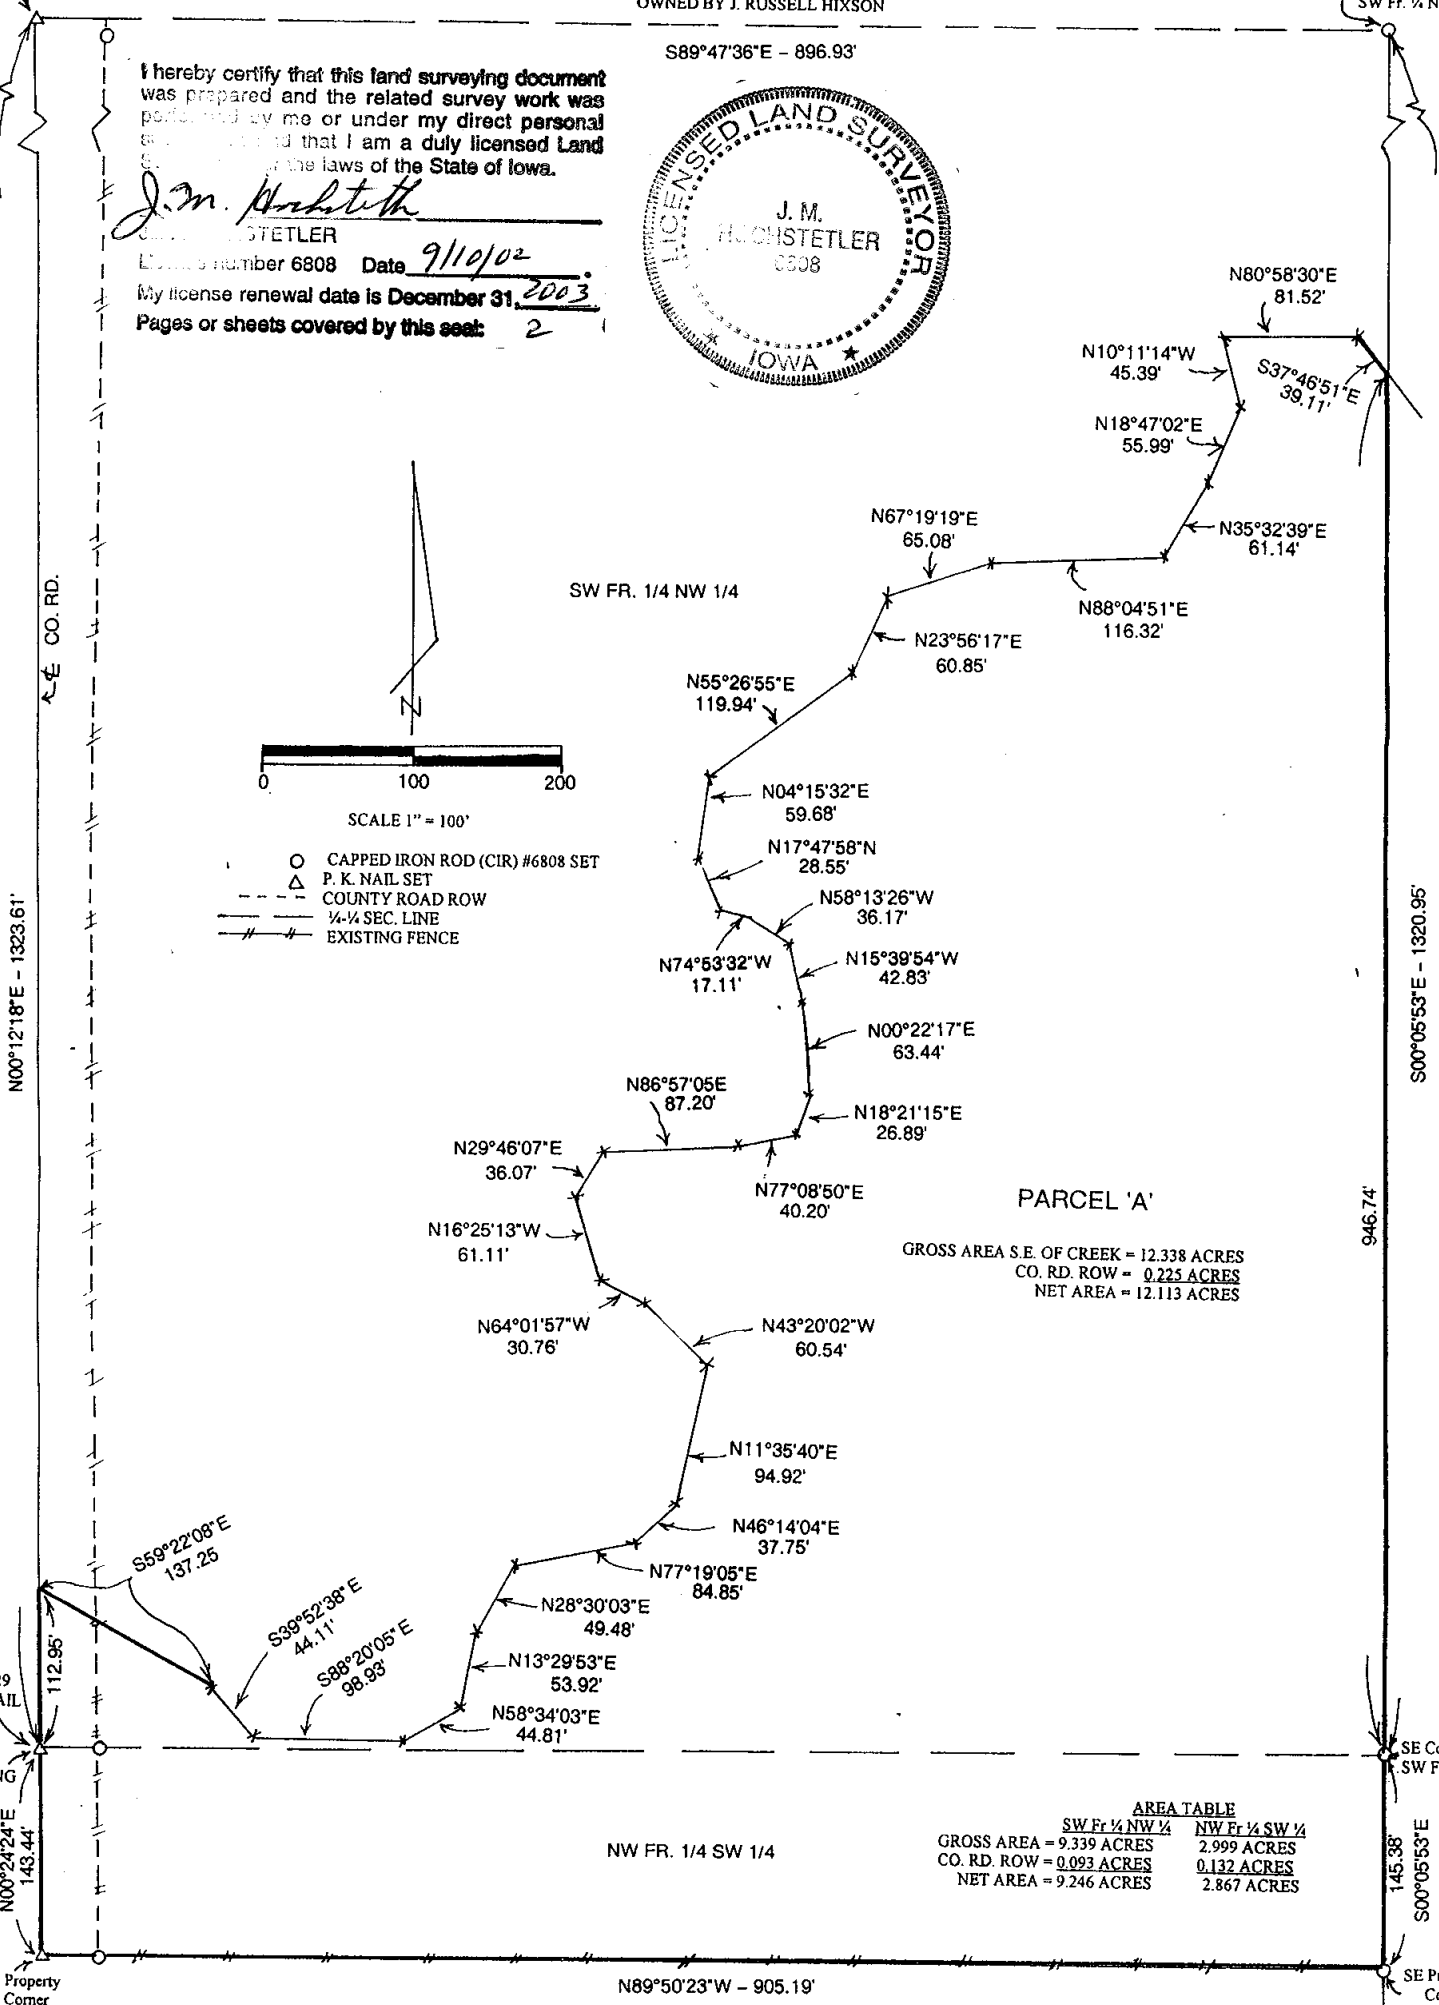 OWNED BY J. RUSSELL HIXSON
SW Fr. ¼ N
S89°47'36"E – 896.93'
I hereby certify that this land surveying document
was prepared and the related survey work was
by me or under my direct personal
that I am a duly licensed Land
the laws of the State of Iowa.
J.M. Hochstetler
STETLER
number 6808 Date 9/10/02
My license renewal date is December 31, 2003
Pages or sheets covered by this seal: 2
LICENSED LAND SURVEYOR
J. M.
HOCHSTETLER
6808
★ IOWA ★
N80°58'30"E
81.52'
N10°11'14"W
45.39'
S37°46'51"E
39.11'
N18°47'02"E
55.99'
N35°32'39"E
61.14'
N67°19'19"E
65.08'
N88°04'51"E
116.32'
SW FR. 1/4 NW 1/4
N23°56'17"E
60.85'
℄ CO. RD.
N55°26'55"E
119.94'
N
0 100 200
SCALE 1" = 100'
N04°15'32"E
59.68'
CAPPED IRON ROD (CIR) #6808 SET
P. K. NAIL SET
COUNTY ROAD ROW
¼-¼ SEC. LINE
EXISTING FENCE
N17°47'58"N
28.55'
N58°13'26"W
36.17'
N74°53'32"W
17.11'
N15°39'54"W
42.83'
N00°12'18"E – 1323.61'
S00°05'53"E – 1320.95'
N00°22'17"E
63.44'
N86°57'05E
87.20'
N18°21'15"E
26.89'
N29°46'07"E
36.07'
N77°08'50"E
40.20'
PARCEL 'A'
946.74'
N16°25'13"W
61.11'
GROSS AREA S.E. OF CREEK = 12.338 ACRES
CO. RD. ROW = 0.225 ACRES
NET AREA = 12.113 ACRES
N64°01'57"W
30.76'
N43°20'02"W
60.54'
N11°35'40"E
94.92'
N46°14'04"E
37.75'
S59°22'08"E
137.25
N77°19'05"E
84.85'
S39°52'38"E
44.11'
N28°30'03"E
49.48'
S88°20'05"E
98.93'
N13°29'53"E
53.92'
112.95'
N58°34'03"E
44.81'
SE Co
SW F
N00°24'24"E
143.44'
NW FR. 1/4 SW 1/4
AREA TABLE
SW Fr ¼ NW ¼ NW Fr ¼ SW ¼
GROSS AREA = 9.339 ACRES 2.999 ACRES
CO. RD. ROW = 0.093 ACRES 0.132 ACRES
NET AREA = 9.246 ACRES 2.867 ACRES
145.38'
S00°05'53"E
Property
Corner
N89°50'23"W – 905.19'
SE P
Co